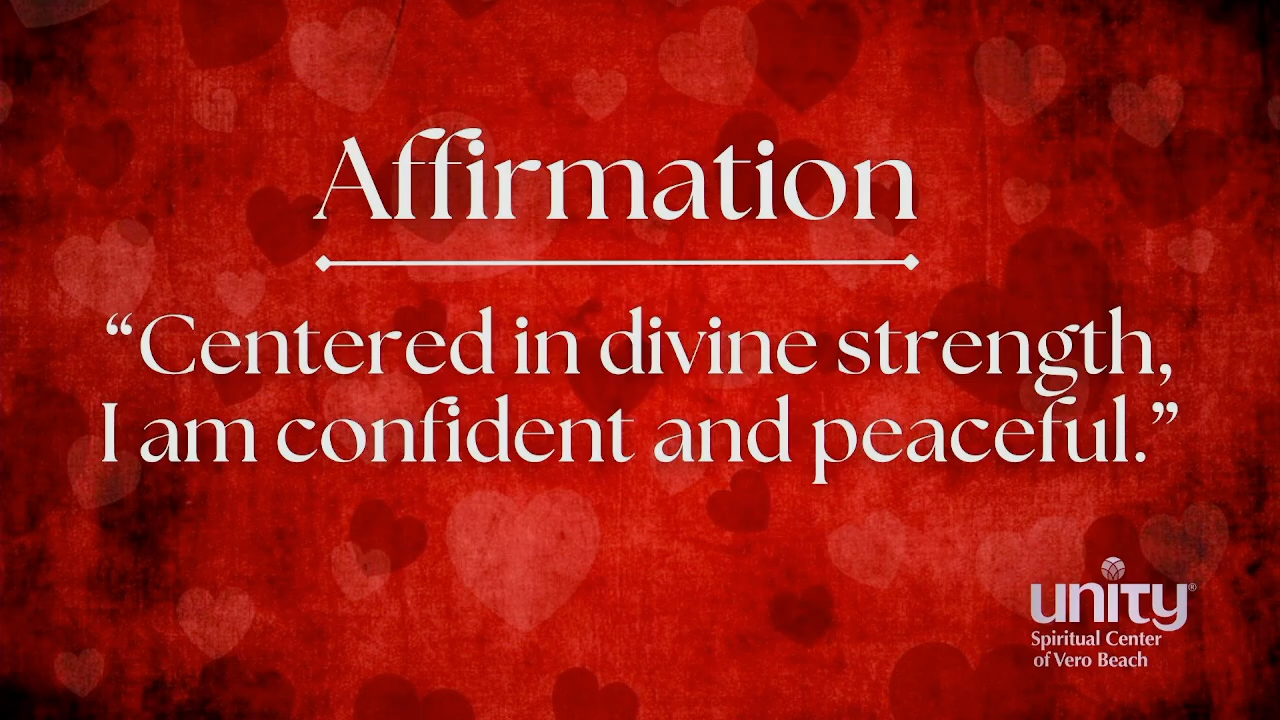 Affirmation
“Centered in divine strength,
I am confident and peaceful.”
unity®
Spiritual Center
of Vero Beach